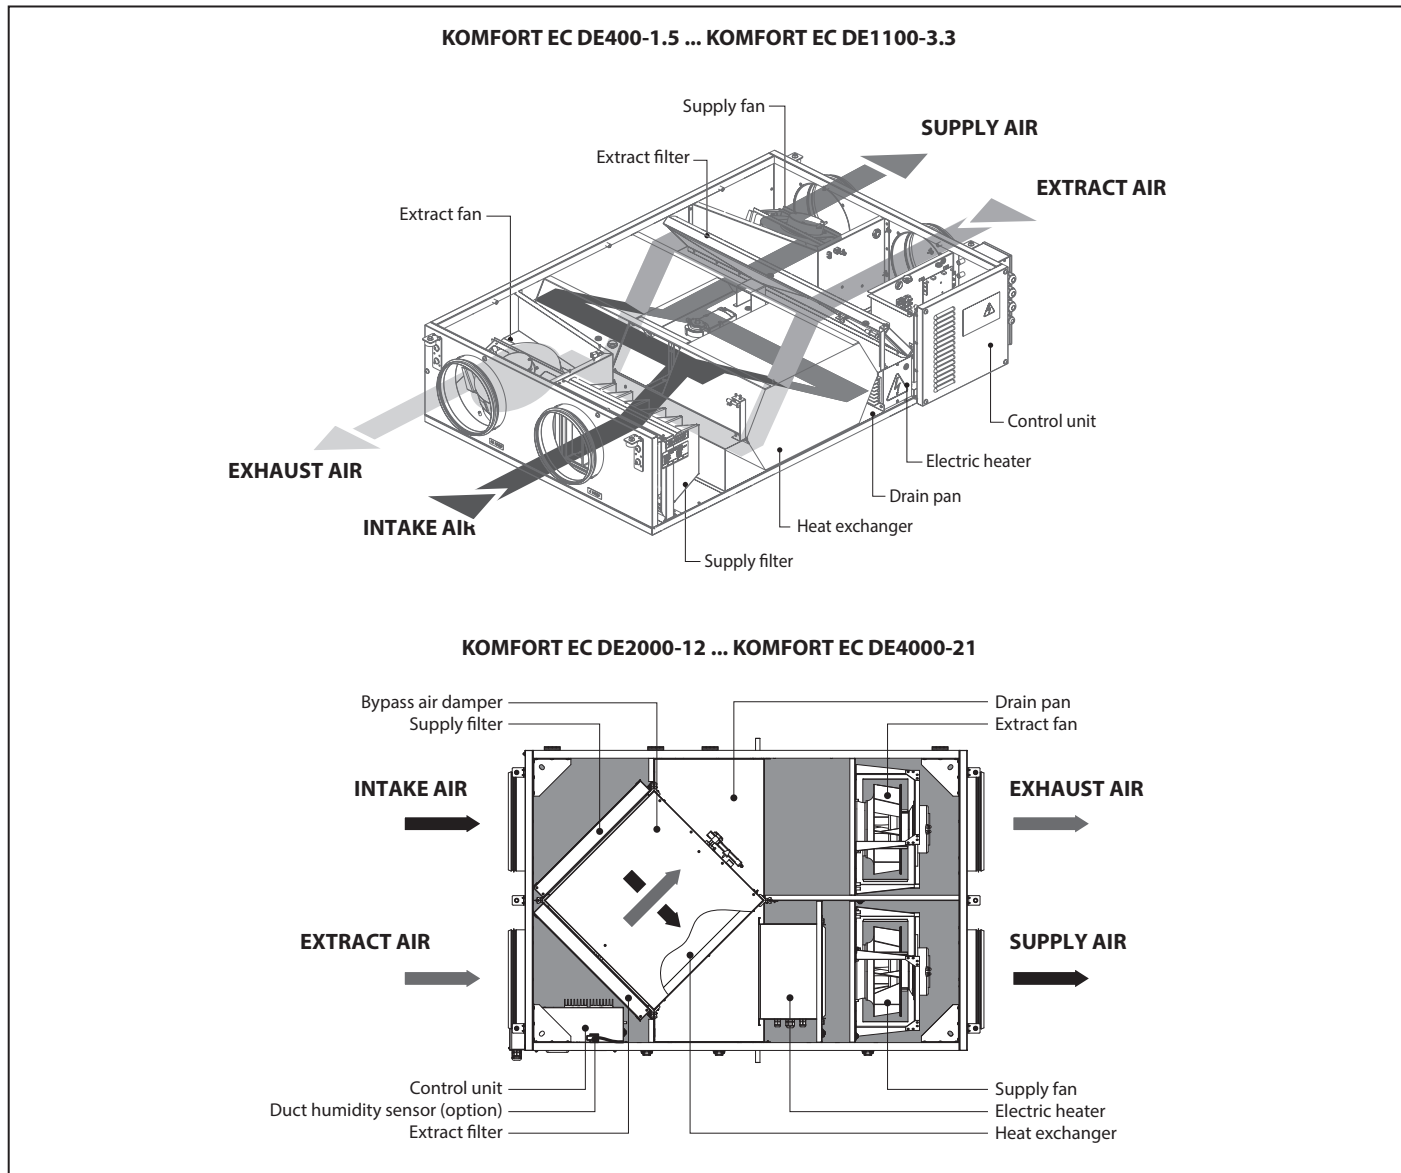 KOMFORT EC DE400-1.5 ... KOMFORT EC DE1100-3.3
Supply fan
SUPPLY AIR
Extract filter
EXTRACT AIR
Extract fan
Control unit
EXHAUST AIR
Electric heater
Drain pan
INTAKE AIR
Heat exchanger
Supply filter
KOMFORT EC DE2000-12 ... KOMFORT EC DE4000-21
Bypass air damper
Drain pan
Supply filter
Extract fan
INTAKE AIR
EXHAUST AIR
EXTRACT AIR
SUPPLY AIR
Control unit
Supply fan
Duct humidity sensor (option)
Electric heater
Extract filter
Heat exchanger